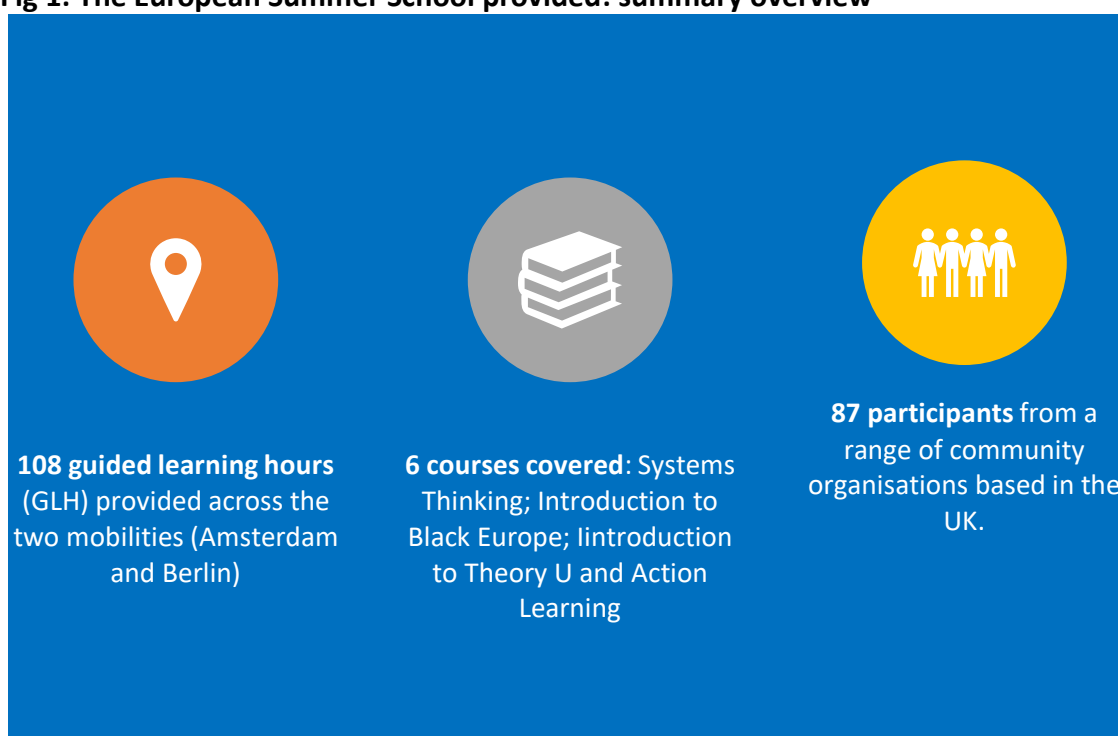 Fig 1: The European Summer School provided: summary overview
108 guided learning hours
(GLH) provided across the
two mobilities (Amsterdam
and Berlin)
6 courses covered: Systems
Thinking; Introduction to
Black Europe; Iintroduction
to Theory U and Action
Learning
87 participants from a
range of community
organisations based in the
UK.